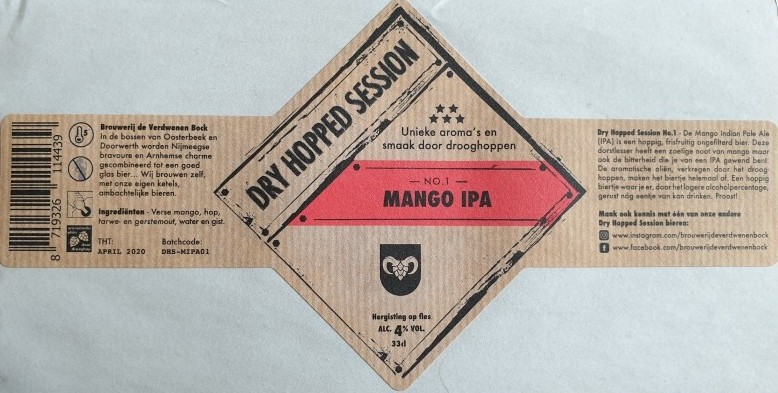 8 719326 114439
5
Brouwerij de Verdwenen Bock
In de bossen van Oosterbeek en
Doorwerth worden Nijmeegse
bravoure en Arnhemse charme
gecombineerd tot een goed
glas bier... Wij brouwen zelf,
met onze eigen ketels,
ambachtelijke bieren.
Ingrediënten - Verse mango, hop,
tarwe- en gerstemout, water en gist.
THT: Batchcode:
APRIL 2020 DHS-MIPA01
DRY HOPPED SESSION
Unieke aroma's en
smaak door drooghoppen
NO.1
MANGO IPA
Hergisting op fles
ALC. 4% VOL.
33cl
Dry Hopped Session No.1 - De Mango Indian Pale Ale
(IPA) is een hoppig, frisfruitig ongefilterd bier. Deze
dorstlesser heeft een zoelige noot van mango maar
ook de bitterheid die je van een IPA gewend bent.
De aromatische oliën, verkregen door het droog-
hoppen, maken het biertje helemaal af. Een hoppig
biertje waar je er, door het lagere alcoholpercentage,
gerust nóg eentje van kan drinken. Proost!
Maak ook kennis met één van onze andere
Dry Hopped Session bieren:
www.instagram.com/brouwerijdeverdwenenbock
www.facebook.com/brouwerijdeverdwenenbock